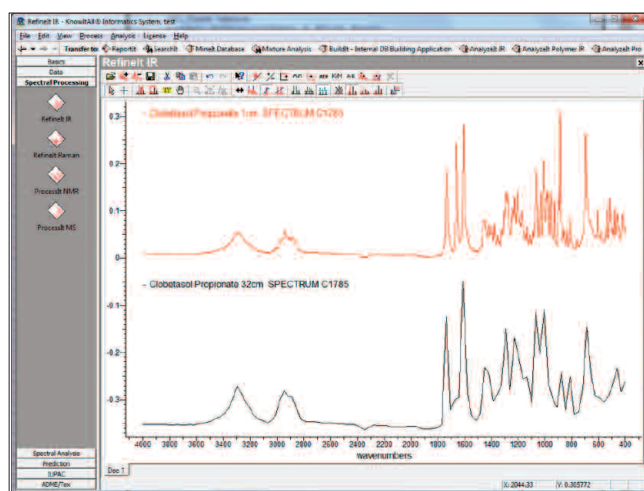 RefineIt IR - KnowItAll® Informatics System, test
File Edit View Process Analysis License Help
Transfer to: ReportIt SearchIt MineIt Database Mixture Analysis BuildIt - Internal DB Building Application AnalyzeIt IR AnalyzeIt Polymer IR AnalyzeIt Pro
Basics
Data
Spectral Processing
RefineIt IR
RefineIt Raman
ProcessIt NMR
ProcessIt MS
Spectral Analysis
Prediction
IUPAC
ADME/Tox
RefineIt IR
- Clobetasol Propionate 1cm SPECTRUM C1785
0.3
0.2
0.1
0
- Clobetasol Propionate 32cm SPECTRUM C1785
-0.1
-0.2
-0.3
4000 3800 3600 3400 3200 3000 2800 2600 2400 2200 2000 1800 1600 1400 1200 1000 800 600 400
wavenumbers
Doc 1
X: 2044.33 Y: 0.305772